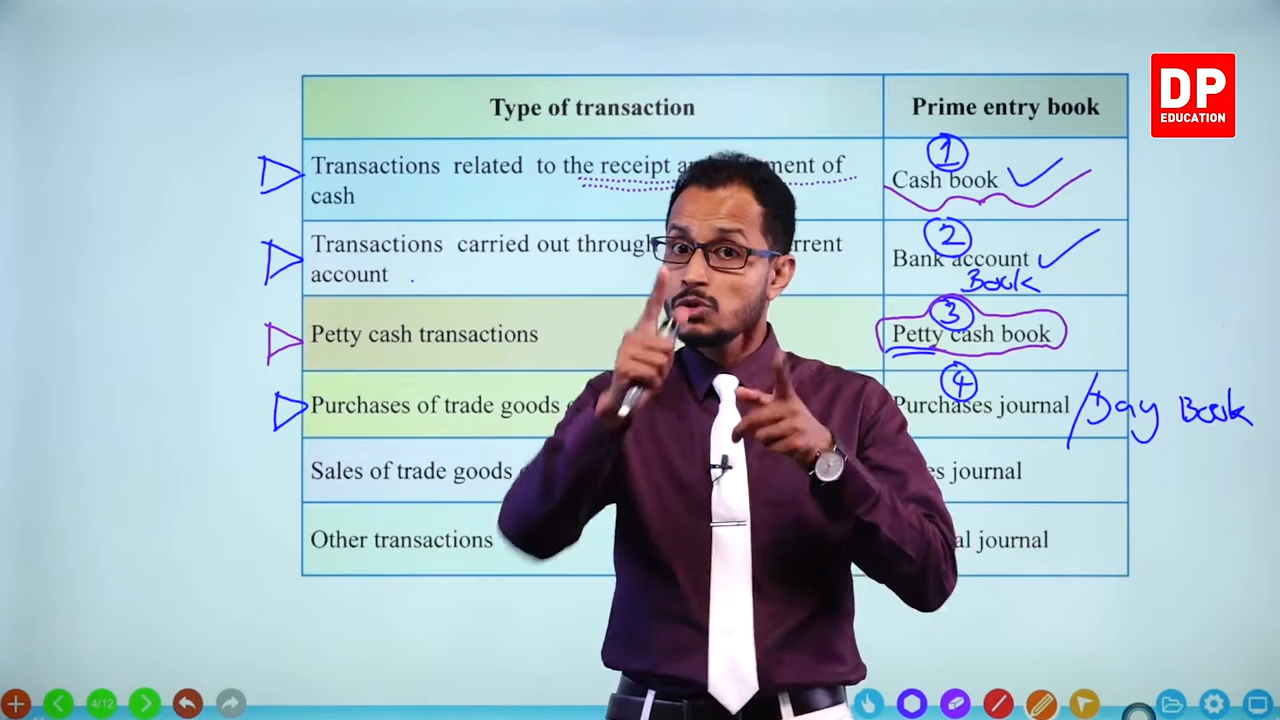 DP
EDUCATION
Type of transaction Prime entry book
1
Transactions related to the receipt ment of
cash
Cash book
2
Transactions carried out through rrent
account
Bank account
Book
3
Petty cash transactions Petty cash book
4
Purchases of trade goods Purchases journal /Day Book
Sales of trade goods es journal
Other transactions al journal
4/12